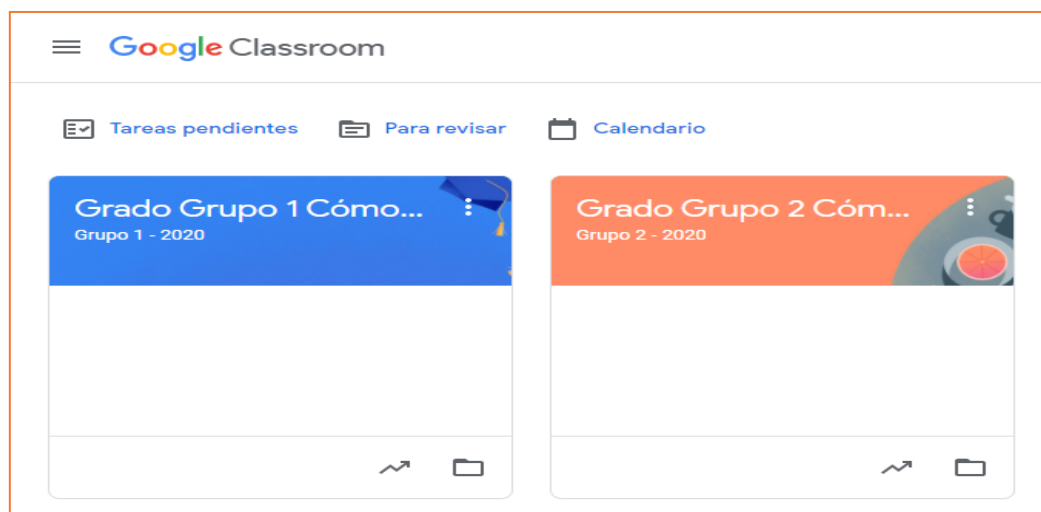 Google Classroom
Tareas pendientes Para revisar Calendario
Grado Grupo 1 Cómo...
Grupo 1 - 2020
Grado Grupo 2 Cóm...
Grupo 2 - 2020